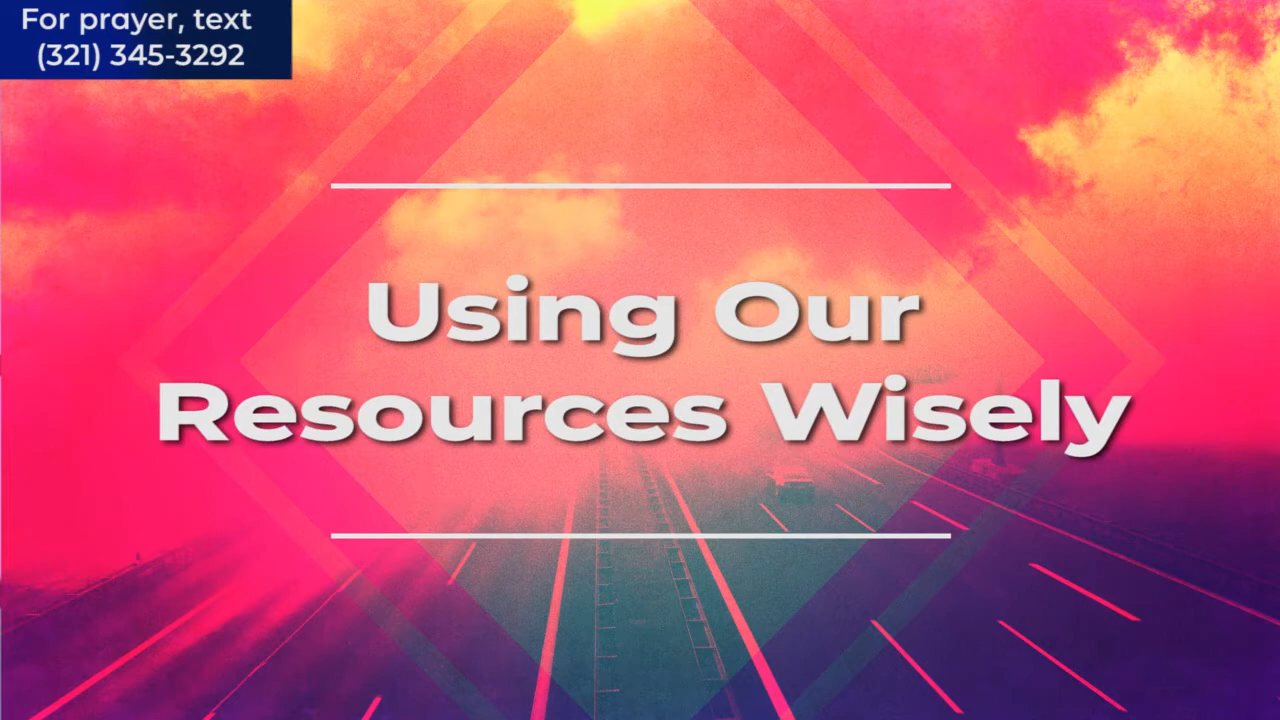 For prayer, text
(321) 345-3292
Using Our
Resources Wisely